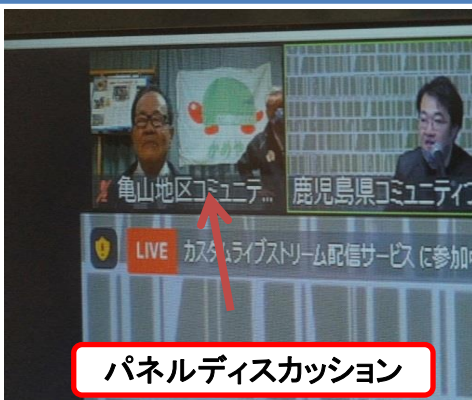 亀山地区コミュニテ...
鹿児島県コミュニティ
LIVE
カスタムライブストリーム配信サービス に参加中
パネルディスカッション